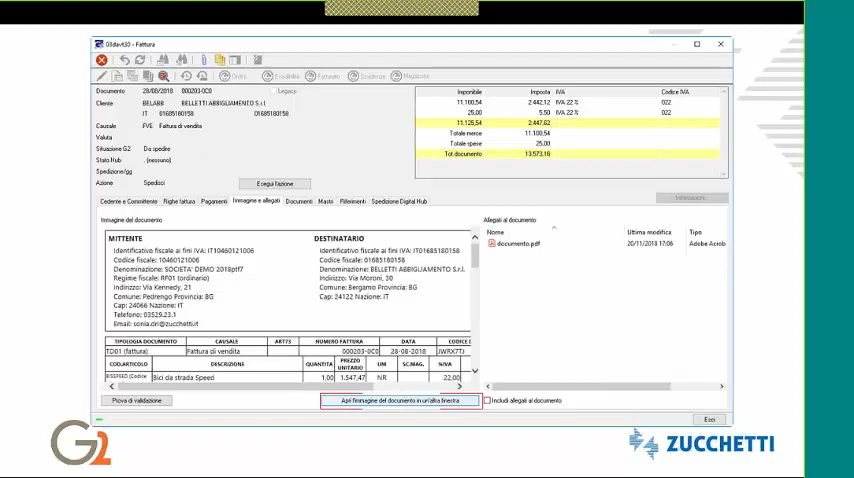 G3davt30 - Fattura
Documento 28/08/2018 000203-0C0 Legacy
Cliente BELABB BELLETTI ABBIGLIAMENTO S.r.l.
IT 01685180158 01685180158
Causale FVE Fattura di vendita
Valuta
Situazione G2 Da spedire
Stato Hub . (nessuno)
Spedizione/gg
Azione Spedisci
Esegui l'azione
Imponibile Imposta IVA Codice IVA
11.100,54 2.442,12 IVA 22 % 022
25,00 5,50 IVA 22 % 022
11.125,54 2.447,62
Totale merce 11.100,54
Totale spese 25,00
Tot documento 13.573,16
Cedente e Committente Righe fattura Pagamenti Immagine e allegati Documenti Mastri Riferimenti Spedizione Digital Hub
Immagine del documento
MITTENTE
Identificativo fiscale ai fini IVA: IT10460121006
Codice fiscale: 10460121006
Denominazione: SOCIETA' DEMO 2018ptf7
Regime fiscale: RF01 (ordinario)
Indirizzo: Via Kennedy, 21
Comune: Pedrengo Provincia: BG
Cap: 24066 Nazione: IT
Telefono: 03529.23.1
Email: sonia.dri@zucchetti.it
DESTINATARIO
Identificativo fiscale ai fini IVA: IT01685180158
Codice fiscale: 01685180158
Denominazione: BELLETTI ABBIGLIAMENTO S.r.l.
Indirizzo: Via Moroni, 30
Comune: Bergamo Provincia: BG
Cap: 24122 Nazione: IT
TIPOLOGIA DOCUMENTO CAUSALE ART73 NUMERO FATTURA DATA CODICE D
TD01 (fattura) Fattura di vendita 000203-0C0 28-08-2018 JWRX7TJ
COD.ARTICOLO DESCRIZIONE QUANTITA PREZZO UNITARIO UM SC.MAG. %IVA
BISSPEED (Codice Bici da strada Speed 1,00 1.547,47 NR 22,00
Allegati al documento
Nome Ultima modifica Tipo
documento.pdf 20/11/2018 17:06 Adobe Acrob
Prova di validazione
Apri l'immagine del documento in un'altra finestra
Includi allegati al documento
Esci
G2
ZUCCHETTI